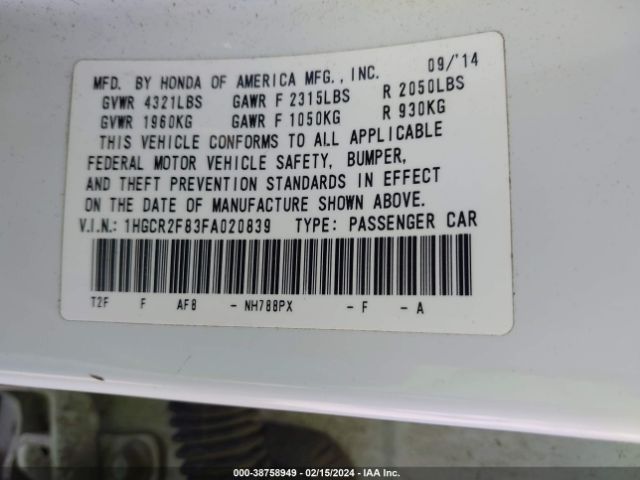 MFD. BY HONDA OF AMERICA MFG., INC. 09/'14
GVWR 4321LBS GAWR F 2315LBS R 2050LBS
GVWR 1960KG GAWR F 1050KG R 930KG
THIS VEHICLE CONFORMS TO ALL APPLICABLE
FEDERAL MOTOR VEHICLE SAFETY, BUMPER,
AND THEFT PREVENTION STANDARDS IN EFFECT
ON THE DATE OF MANUFACTURE SHOWN ABOVE.
V.I.N.: 1HGCR2F83FA020839 TYPE: PASSENGER CAR
T2F F AF8 - NH788PX - F - A
000-38758949 - 02/15/2024 - IAA Inc.